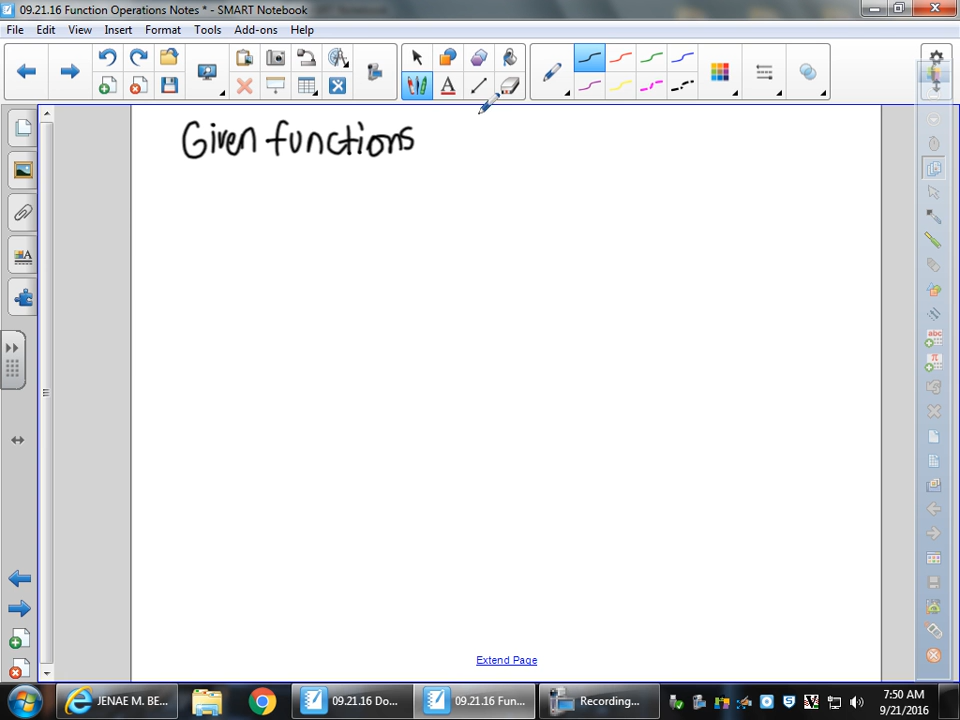 09.21.16 Function Operations Notes * - SMART Notebook
File Edit View Insert Format Tools Add-ons Help
Given functions
Extend Page
JENAE M. BE...
09.21.16 Do...
09.21.16 Fun...
Recording...
7:50 AM
9/21/2016